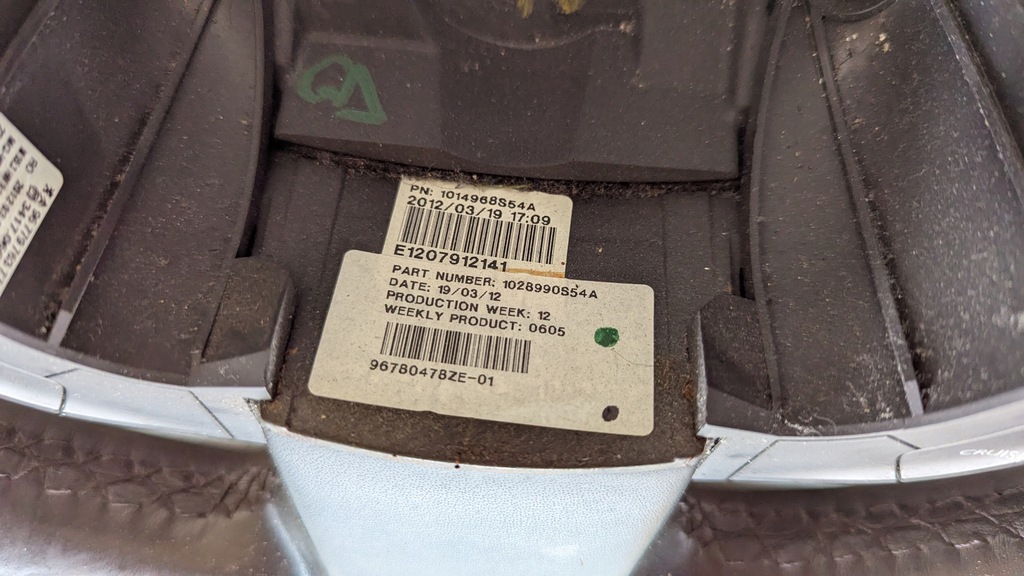 PN: 1014968S54A
2012/03/19 17:09
E1207912141
PART NUMBER: 1028990S54A
DATE: 19/03/12
PRODUCTION WEEK: 12
WEEKLY PRODUCT: 0605
96780478ZE-01
CRUIS